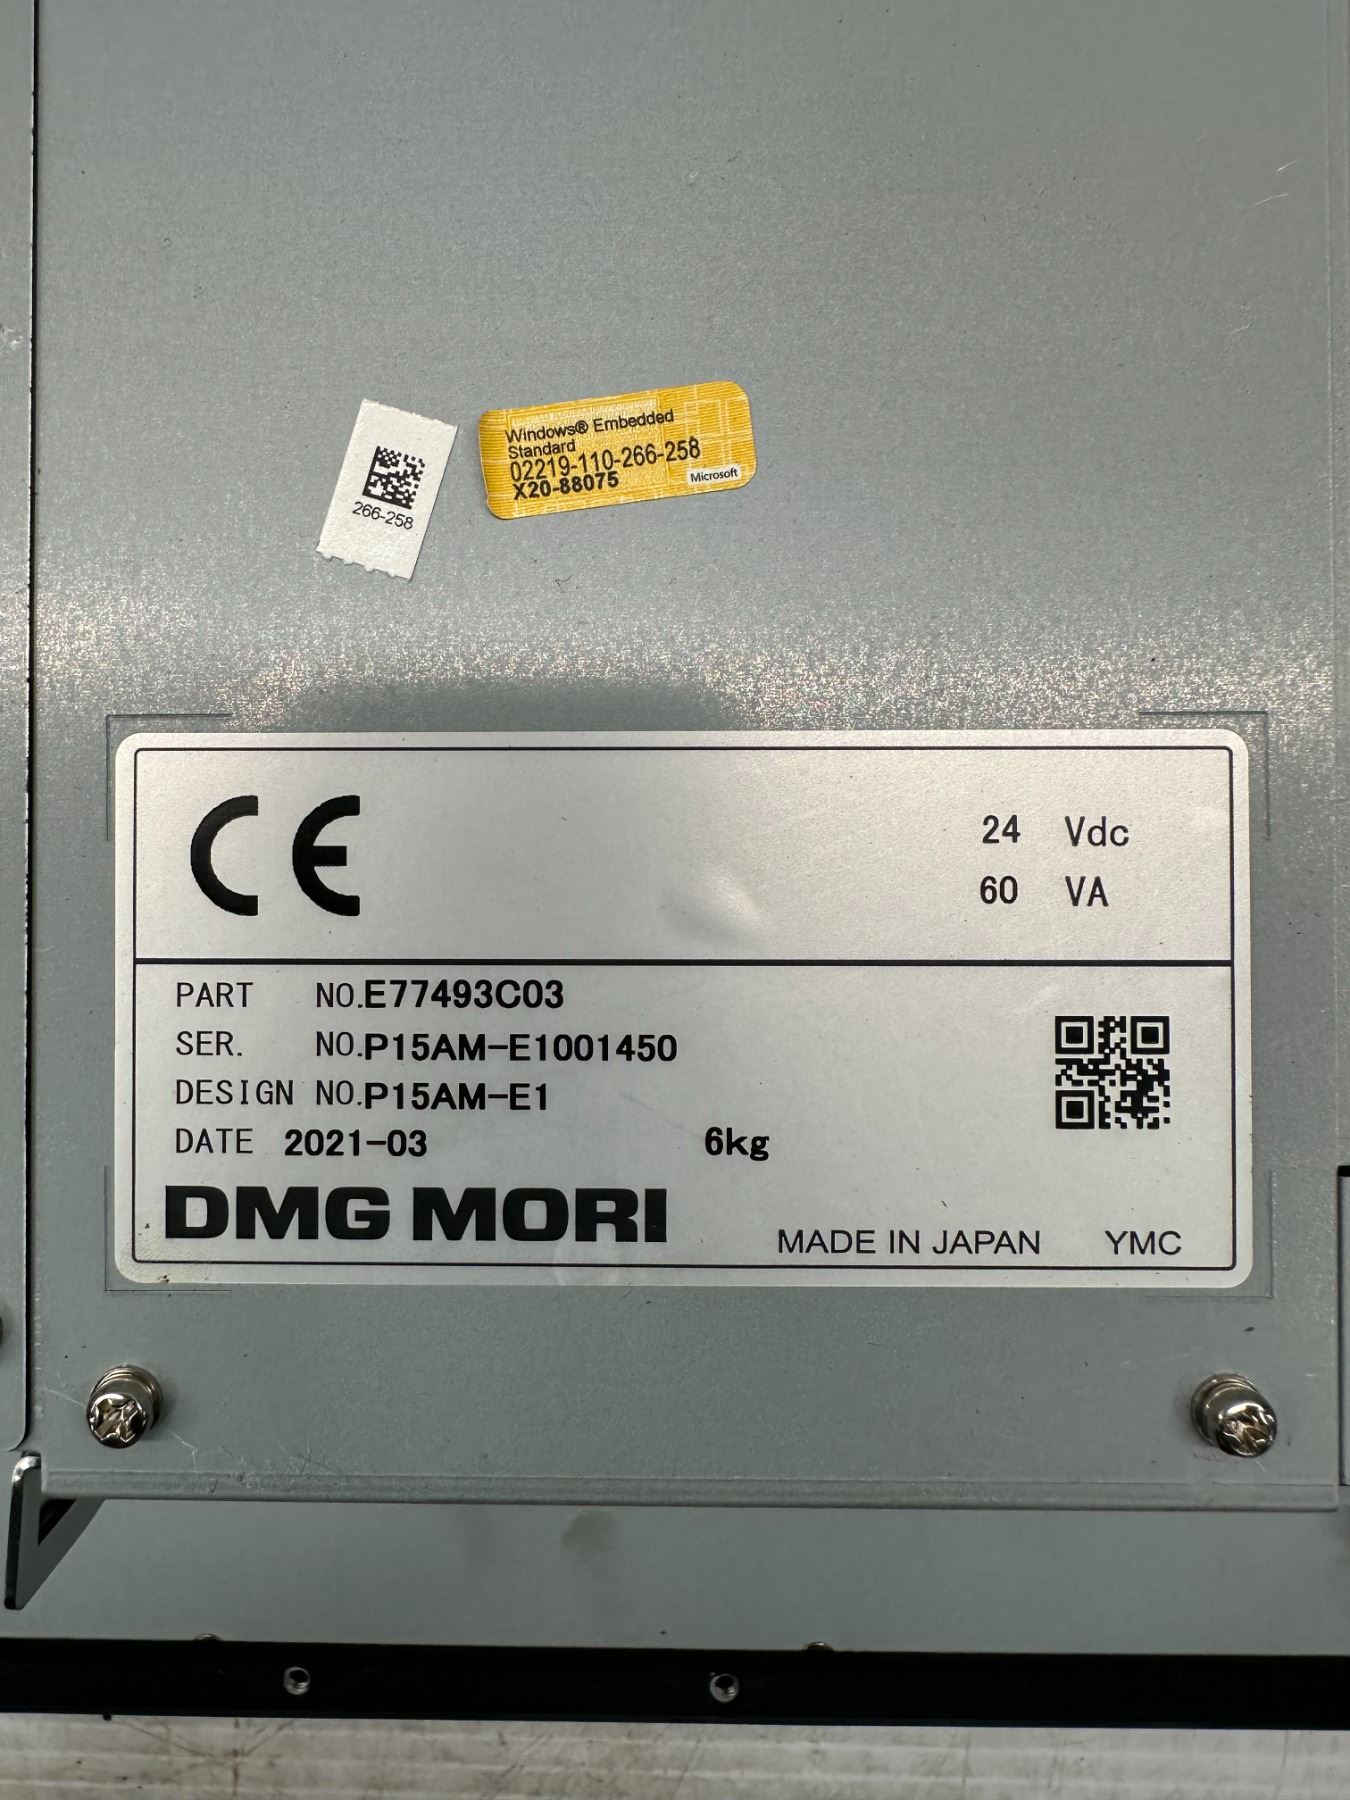 Windows® Embedded
Standard
02219-110-266-258
X20-88075
Microsoft
266-258
CE
24 Vdc
60 VA
PART NO.E77493C03
SER. NO.P15AM-E1001450
DESIGN NO.P15AM-E1
DATE 2021-03 6kg
DMG MORI
MADE IN JAPAN YMC